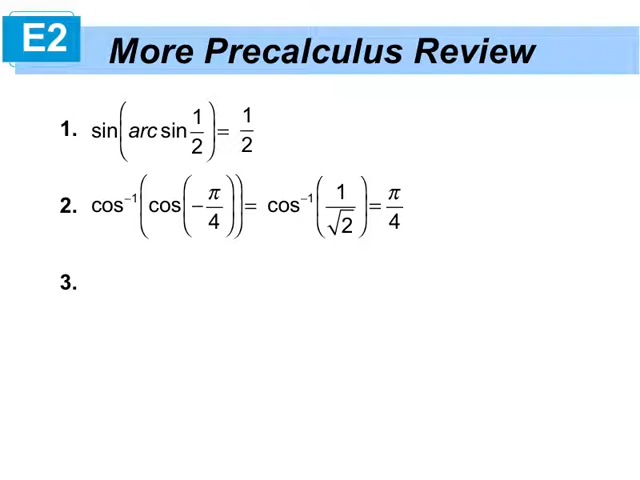 E2
More Precalculus Review
1. sin(arc sin 1/2) = 1/2
2. cos⁻¹(cos(−π/4)) = cos⁻¹(1/√2) = π/4
3.